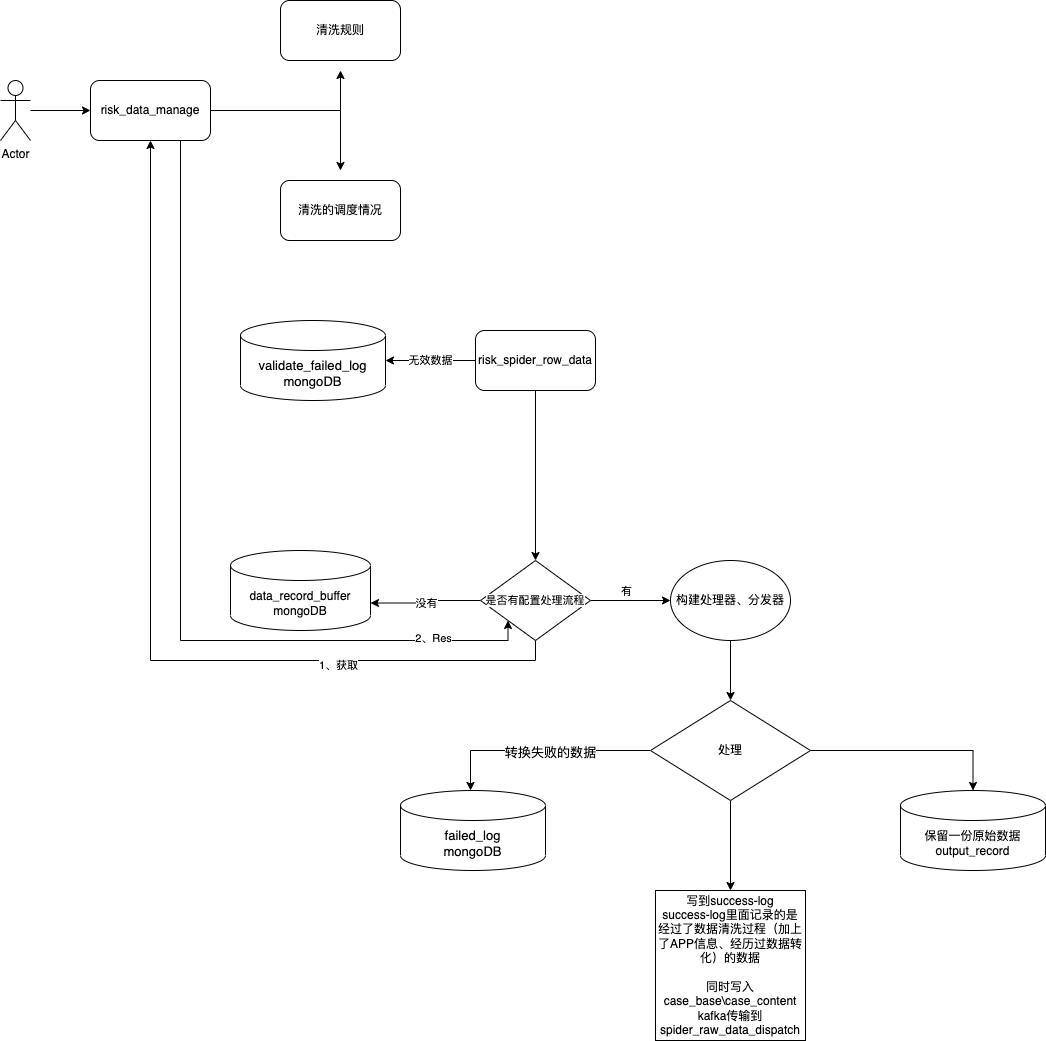 清洗规则
risk_data_manage
Actor
清洗的调度情况
validate_failed_log
mongoDB
无效数据
risk_spider_row_data
data_record_buffer
mongoDB
没有
是否有配置处理流程
有
构建处理器、分发器
2、Res
1、获取
转换失败的数据
处理
failed_log
mongoDB
保留一份原始数据
output_record
写到success-log
success-log里面记录的是
经过了数据清洗过程（加上
了APP信息、经历过数据转
化）的数据
同时写入
case_base\case_content
kafka传输到
spider_raw_data_dispatch